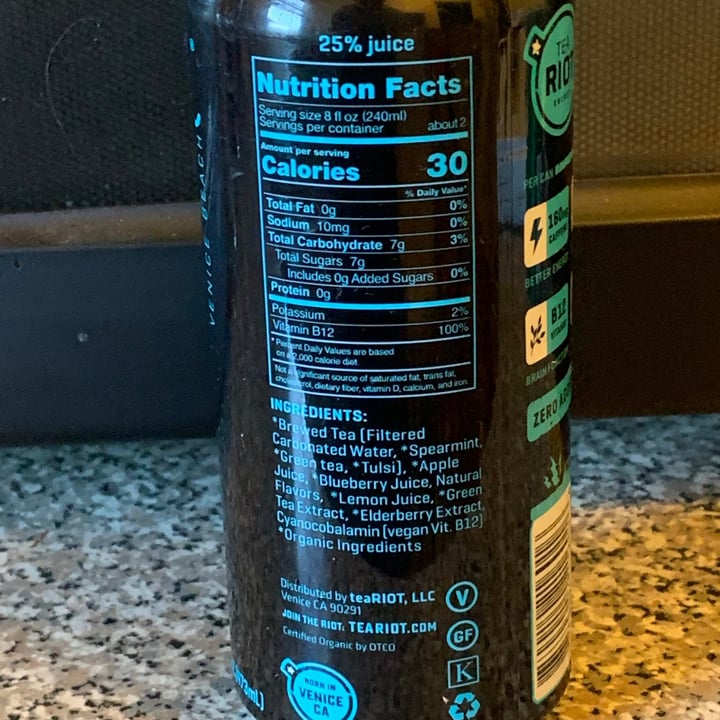 25% juice
Nutrition Facts
Serving size 8 fl oz (240ml)
Servings per container about 2
Amount per serving
Calories 30
% Daily Value*
Total Fat 0g 0%
Sodium 10mg 0%
Total Carbohydrate 7g 3%
Total Sugars 7g
Includes 0g Added Sugars 0%
Protein 0g
Potassium 2%
Vitamin B12 100%
*Percent Daily Values are based
on a 2,000 calorie diet.
Not a significant source of saturated fat, trans fat,
cholesterol, dietary fiber, vitamin D, calcium, and iron.
INGREDIENTS:
*Brewed Tea [Filtered
Carbonated Water, *Spearmint,
*Green tea, *Tulsi], *Apple
Juice, *Blueberry Juice, Natural
Flavors, *Lemon Juice, *Green
Tea Extract, *Elderberry Extract,
Cyanocobalamin [vegan Vit. B12]
*Organic Ingredients
Distributed by teaRIOT, LLC
Venice CA 90291
JOIN THE RIOT: TEARIOT.COM
Certified Organic by OTCO
V
GF
K
BORN IN
VENICE
CA
VENICE BEACH
TEA
RIOT
PER CAN
160mg
CAFFEINE
BETTER ENERGY
B12
VITAMIN
BRAIN
ZERO